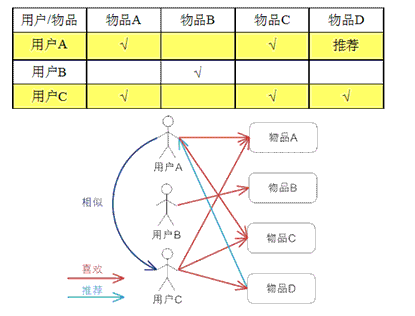 用户/物品 物品A 物品B 物品C 物品D
用户A √ √ 推荐
用户B √
用户C √ √ √
用户A
物品A
相似
用户B
物品B
物品C
喜欢
推荐
用户C
物品D